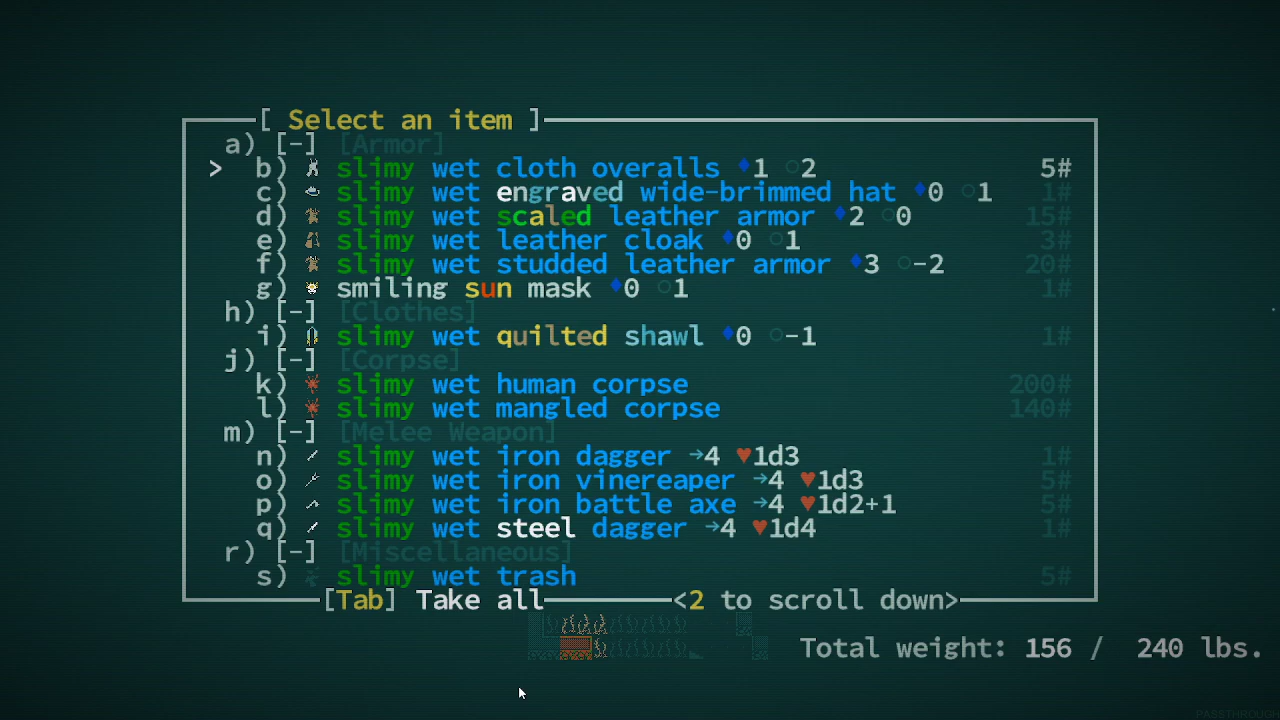 [ Select an item ]
a) [-] [Armor]
> b) slimy wet cloth overalls ♦1 ○2 5#
c) slimy wet engraved wide-brimmed hat ♦0 ○1 1#
d) slimy wet scaled leather armor ♦2 ○0 15#
e) slimy wet leather cloak ♦0 ○1 3#
f) slimy wet studded leather armor ♦3 ○-2 20#
g) smiling sun mask ♦0 ○1 1#
h) [-] [Clothes]
i) slimy wet quilted shawl ♦0 ○-1 1#
j) [-] [Corpse]
k) slimy wet human corpse 200#
l) slimy wet mangled corpse 140#
m) [-] [Melee Weapon]
n) slimy wet iron dagger →4 ♥1d3 1#
o) slimy wet iron vinereaper →4 ♥1d3 5#
p) slimy wet iron battle axe →4 ♥1d2+1 5#
q) slimy wet steel dagger →4 ♥1d4 1#
r) [-] [Miscellaneous]
s) slimy wet trash 5#
[Tab] Take all <2 to scroll down>
Total weight: 156 / 240 lbs.